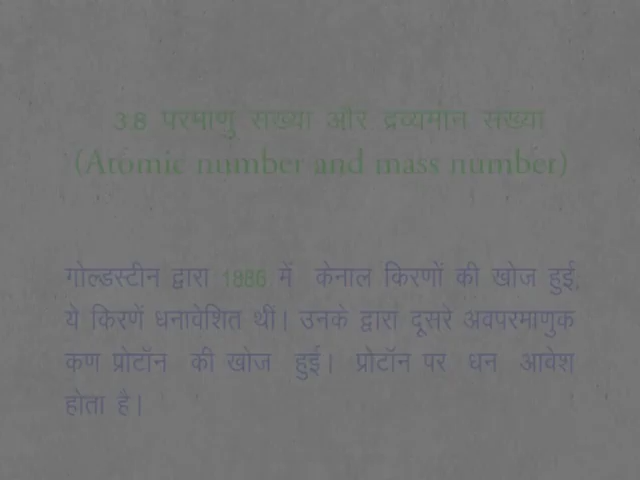 3.8 परमाणु संख्या और द्रव्यमान संख्या
(Atomic number and mass number)
गोल्डस्टीन द्वारा 1886 में केनाल किरणों की खोज हुई,
ये किरणें धनावेशित थीं। उनके द्वारा दूसरे अवपरमाणुक
कण प्रोटॉन की खोज हुई। प्रोटॉन पर धन आवेश
होता है।